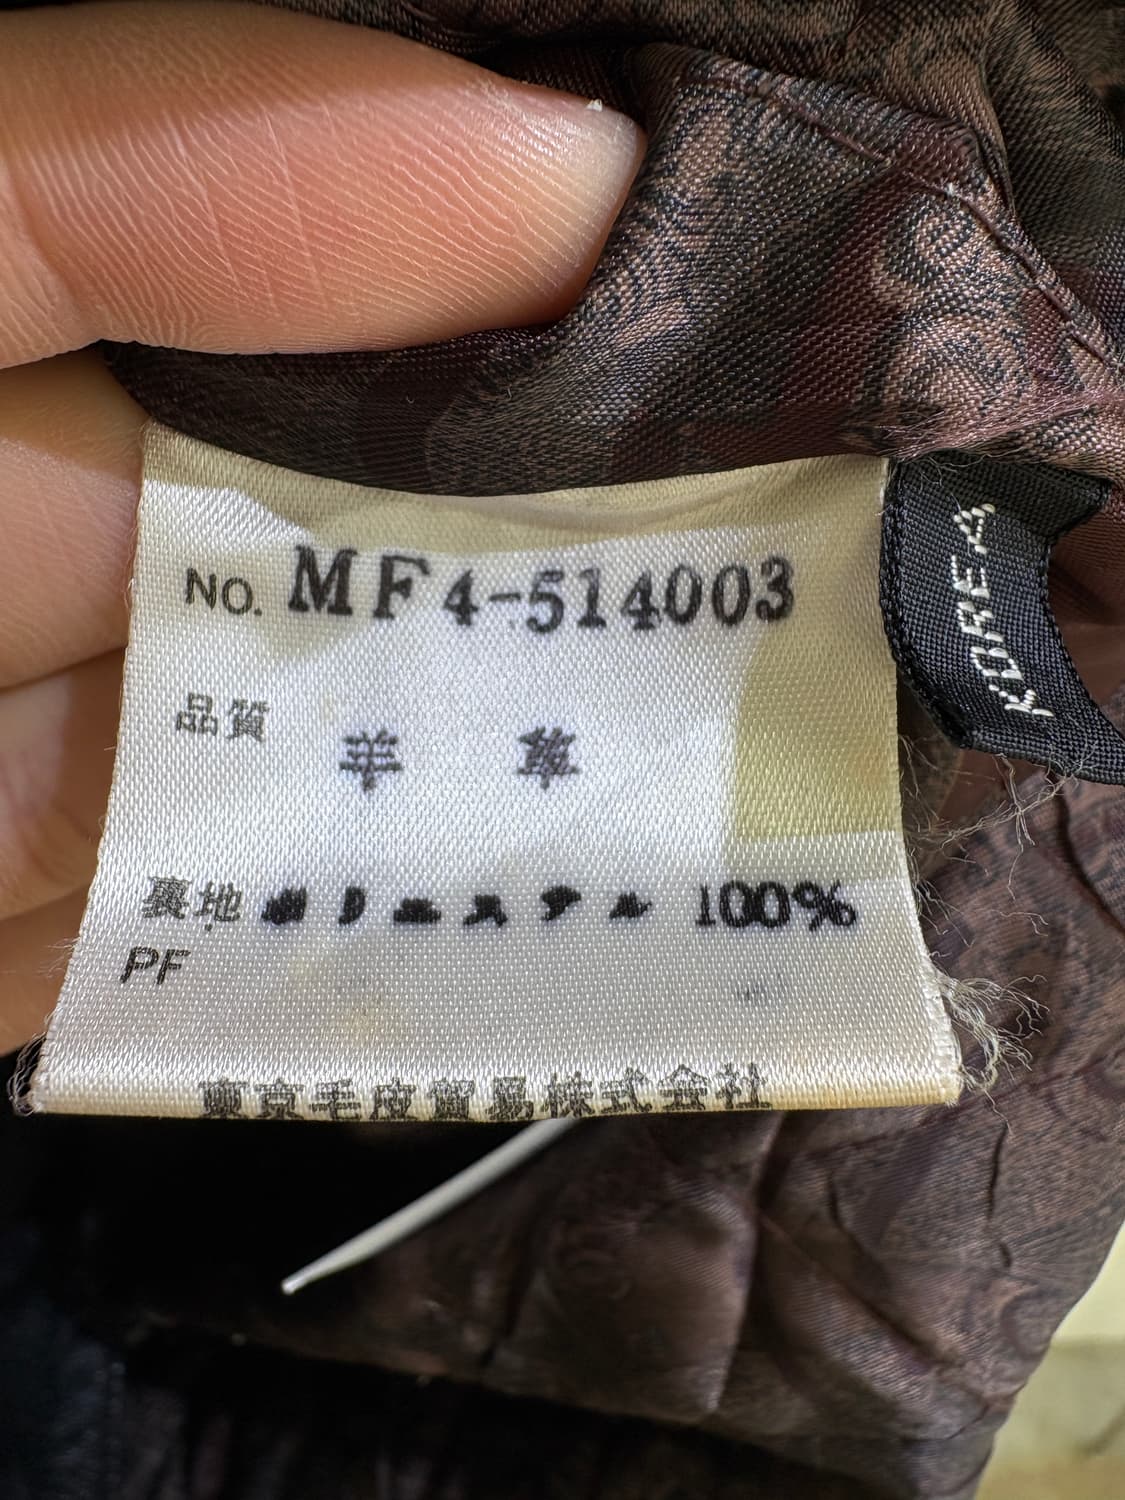 NO. MF4-514003
品質 羊 革
裏地 ポリエステル 100%
PF
東京毛皮貿易株式会社
KOREA